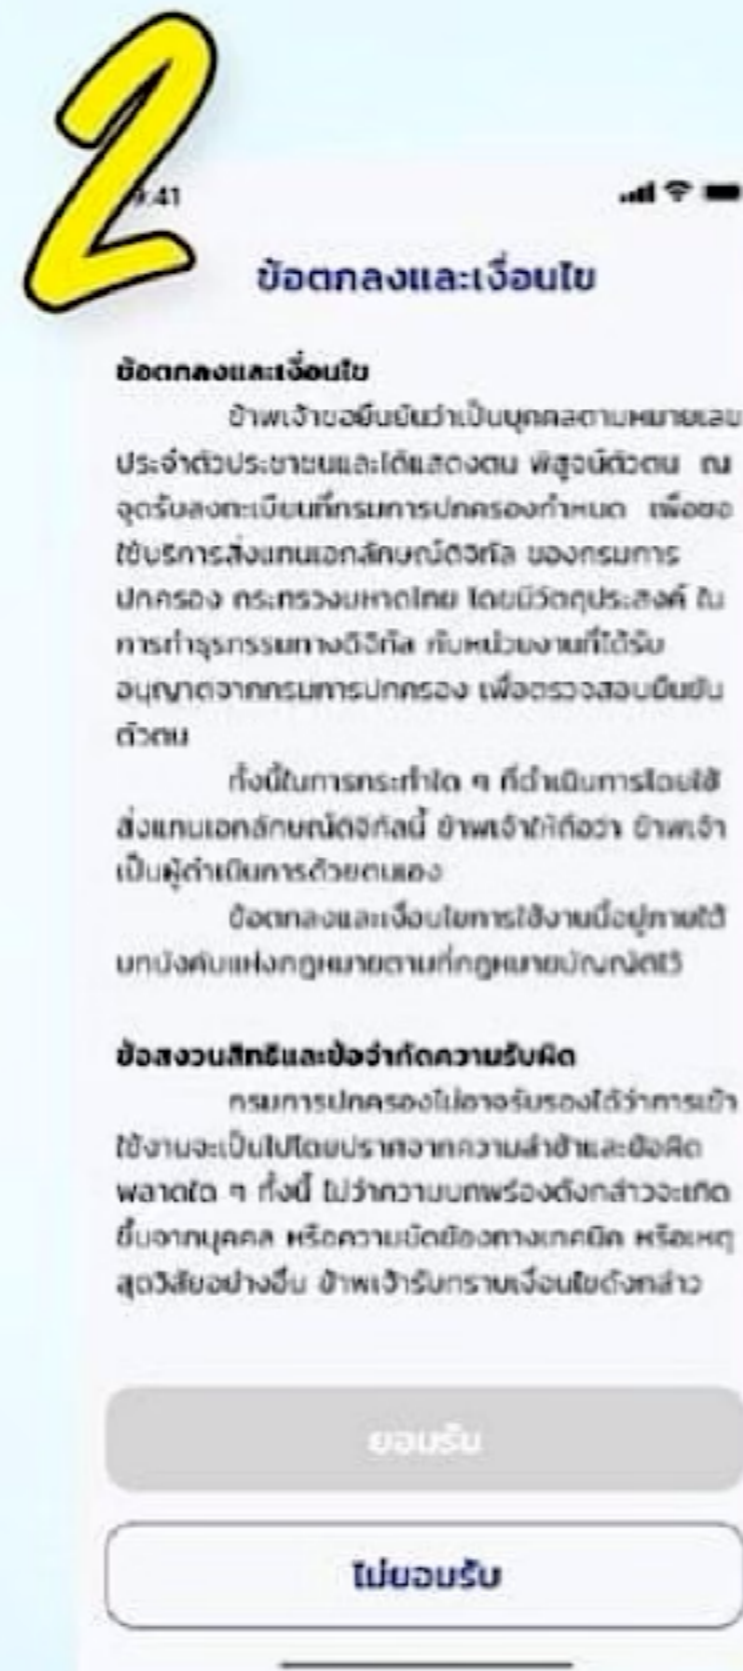 2
9:41
ข้อตกลงและเงื่อนไข
ข้อตกลงและเงื่อนไข
ข้าพเจ้าขอยืนยันว่าเป็นบุคคลตามหมายเลข
ประจำตัวประชาชนและได้แสดงตน พิสูจน์ตัวตน ณ
จุดรับลงทะเบียนที่กรมการปกครองกำหนด เพื่อขอ
ใช้บริการสิ่งแทนเอกลักษณ์ดิจิทัล ของกรมการ
ปกครอง กระทรวงมหาดไทย โดยมีวัตถุประสงค์ ใน
การทำธุรกรรมทางดิจิทัล กับหน่วยงานที่ได้รับ
อนุญาตจากกรมการปกครอง เพื่อตรวจสอบยืนยัน
ตัวตน
ทั้งนี้ในการกระทำใด ๆ ที่ดำเนินการโดยใช้
สิ่งแทนเอกลักษณ์ดิจิทัลนี้ ข้าพเจ้าให้ถือว่า ข้าพเจ้า
เป็นผู้ดำเนินการด้วยตนเอง
ข้อตกลงและเงื่อนไขการใช้งานนี้อยู่ภายใต้
บทบังคับแห่งกฎหมายตามที่กฎหมายบัญญัติไว้
ข้อสงวนสิทธิและข้อจำกัดความรับผิด
กรมการปกครองไม่อาจรับรองได้ว่าการเข้า
ใช้งานจะเป็นไปโดยปราศจากความล่าช้าและข้อผิด
พลาดใด ๆ ทั้งนี้ ไม่ว่าความบกพร่องดังกล่าวจะเกิด
ขึ้นจากบุคคล หรือความขัดข้องทางเทคนิค หรือเหตุ
สุดวิสัยอย่างอื่น ข้าพเจ้ารับทราบเงื่อนไขดังกล่าว
ยอมรับ
ไม่ยอมรับ